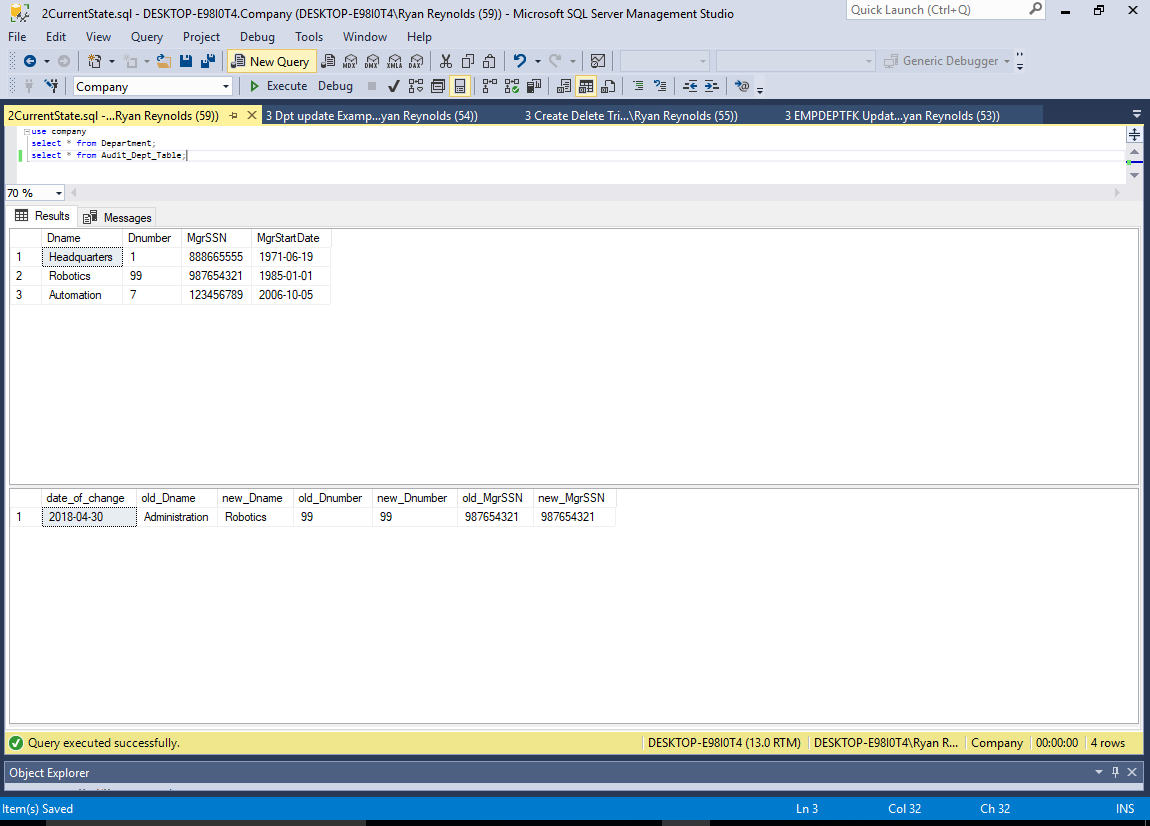 2CurrentState.sql - DESKTOP-E98I0T4.Company (DESKTOP-E98I0T4\Ryan Reynolds (59)) - Microsoft SQL Server Management Studio
Quick Launch (Ctrl+Q)
File Edit View Query Project Debug Tools Window Help
New Query MDX DMX XMLA DAX Generic Debugger
Company Execute Debug
2CurrentState.sql -...Ryan Reynolds (59)) 3 Dpt update Examp...yan Reynolds (54)) 3 Create Delete Tri...\Ryan Reynolds (55)) 3 EMPDEPTFK Updat...yan Reynolds (53))
use company
select * from Department;
select * from Audit_Dept_Table;
70 %
Results Messages
Dname Dnumber MgrSSN MgrStartDate
1 Headquarters 1 888665555 1971-06-19
2 Robotics 99 987654321 1985-01-01
3 Automation 7 123456789 2006-10-05
date_of_change old_Dname new_Dname old_Dnumber new_Dnumber old_MgrSSN new_MgrSSN
1 2018-04-30 Administration Robotics 99 99 987654321 987654321
Query executed successfully. DESKTOP-E98I0T4 (13.0 RTM) DESKTOP-E98I0T4\Ryan R... Company 00:00:00 4 rows
Object Explorer
Item(s) Saved Ln 3 Col 32 Ch 32 INS